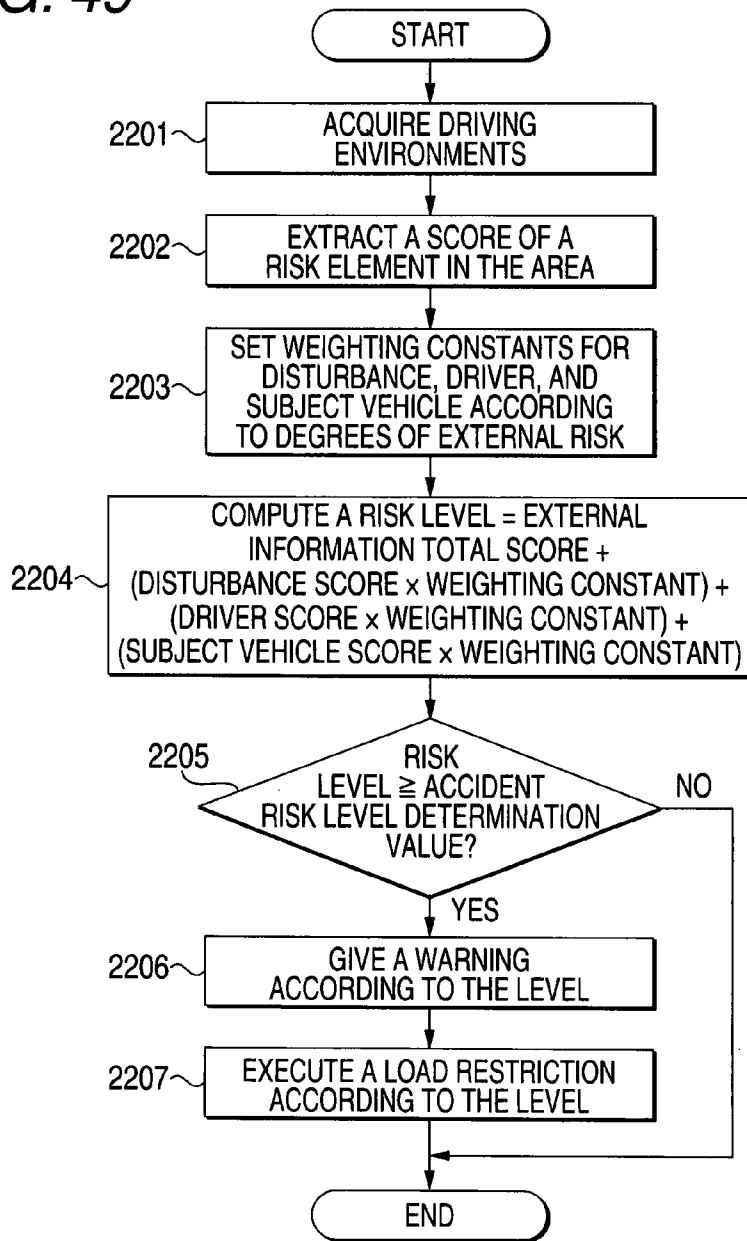 G. 49
START
2201
ACQUIRE DRIVING
ENVIRONMENTS
2202
EXTRACT A SCORE OF A
RISK ELEMENT IN THE AREA
2203
SET WEIGHTING CONSTANTS FOR
DISTURBANCE, DRIVER, AND
SUBJECT VEHICLE ACCORDING
TO DEGREES OF EXTERNAL RISK
2204
COMPUTE A RISK LEVEL = EXTERNAL
INFORMATION TOTAL SCORE +
(DISTURBANCE SCORE x WEIGHTING CONSTANT) +
(DRIVER SCORE x WEIGHTING CONSTANT) +
(SUBJECT VEHICLE SCORE x WEIGHTING CONSTANT)
2205
RISK
LEVEL ≧ ACCIDENT
RISK LEVEL DETERMINATION
VALUE?
NO
YES
2206
GIVE A WARNING
ACCORDING TO THE LEVEL
2207
EXECUTE A LOAD RESTRICTION
ACCORDING TO THE LEVEL
END